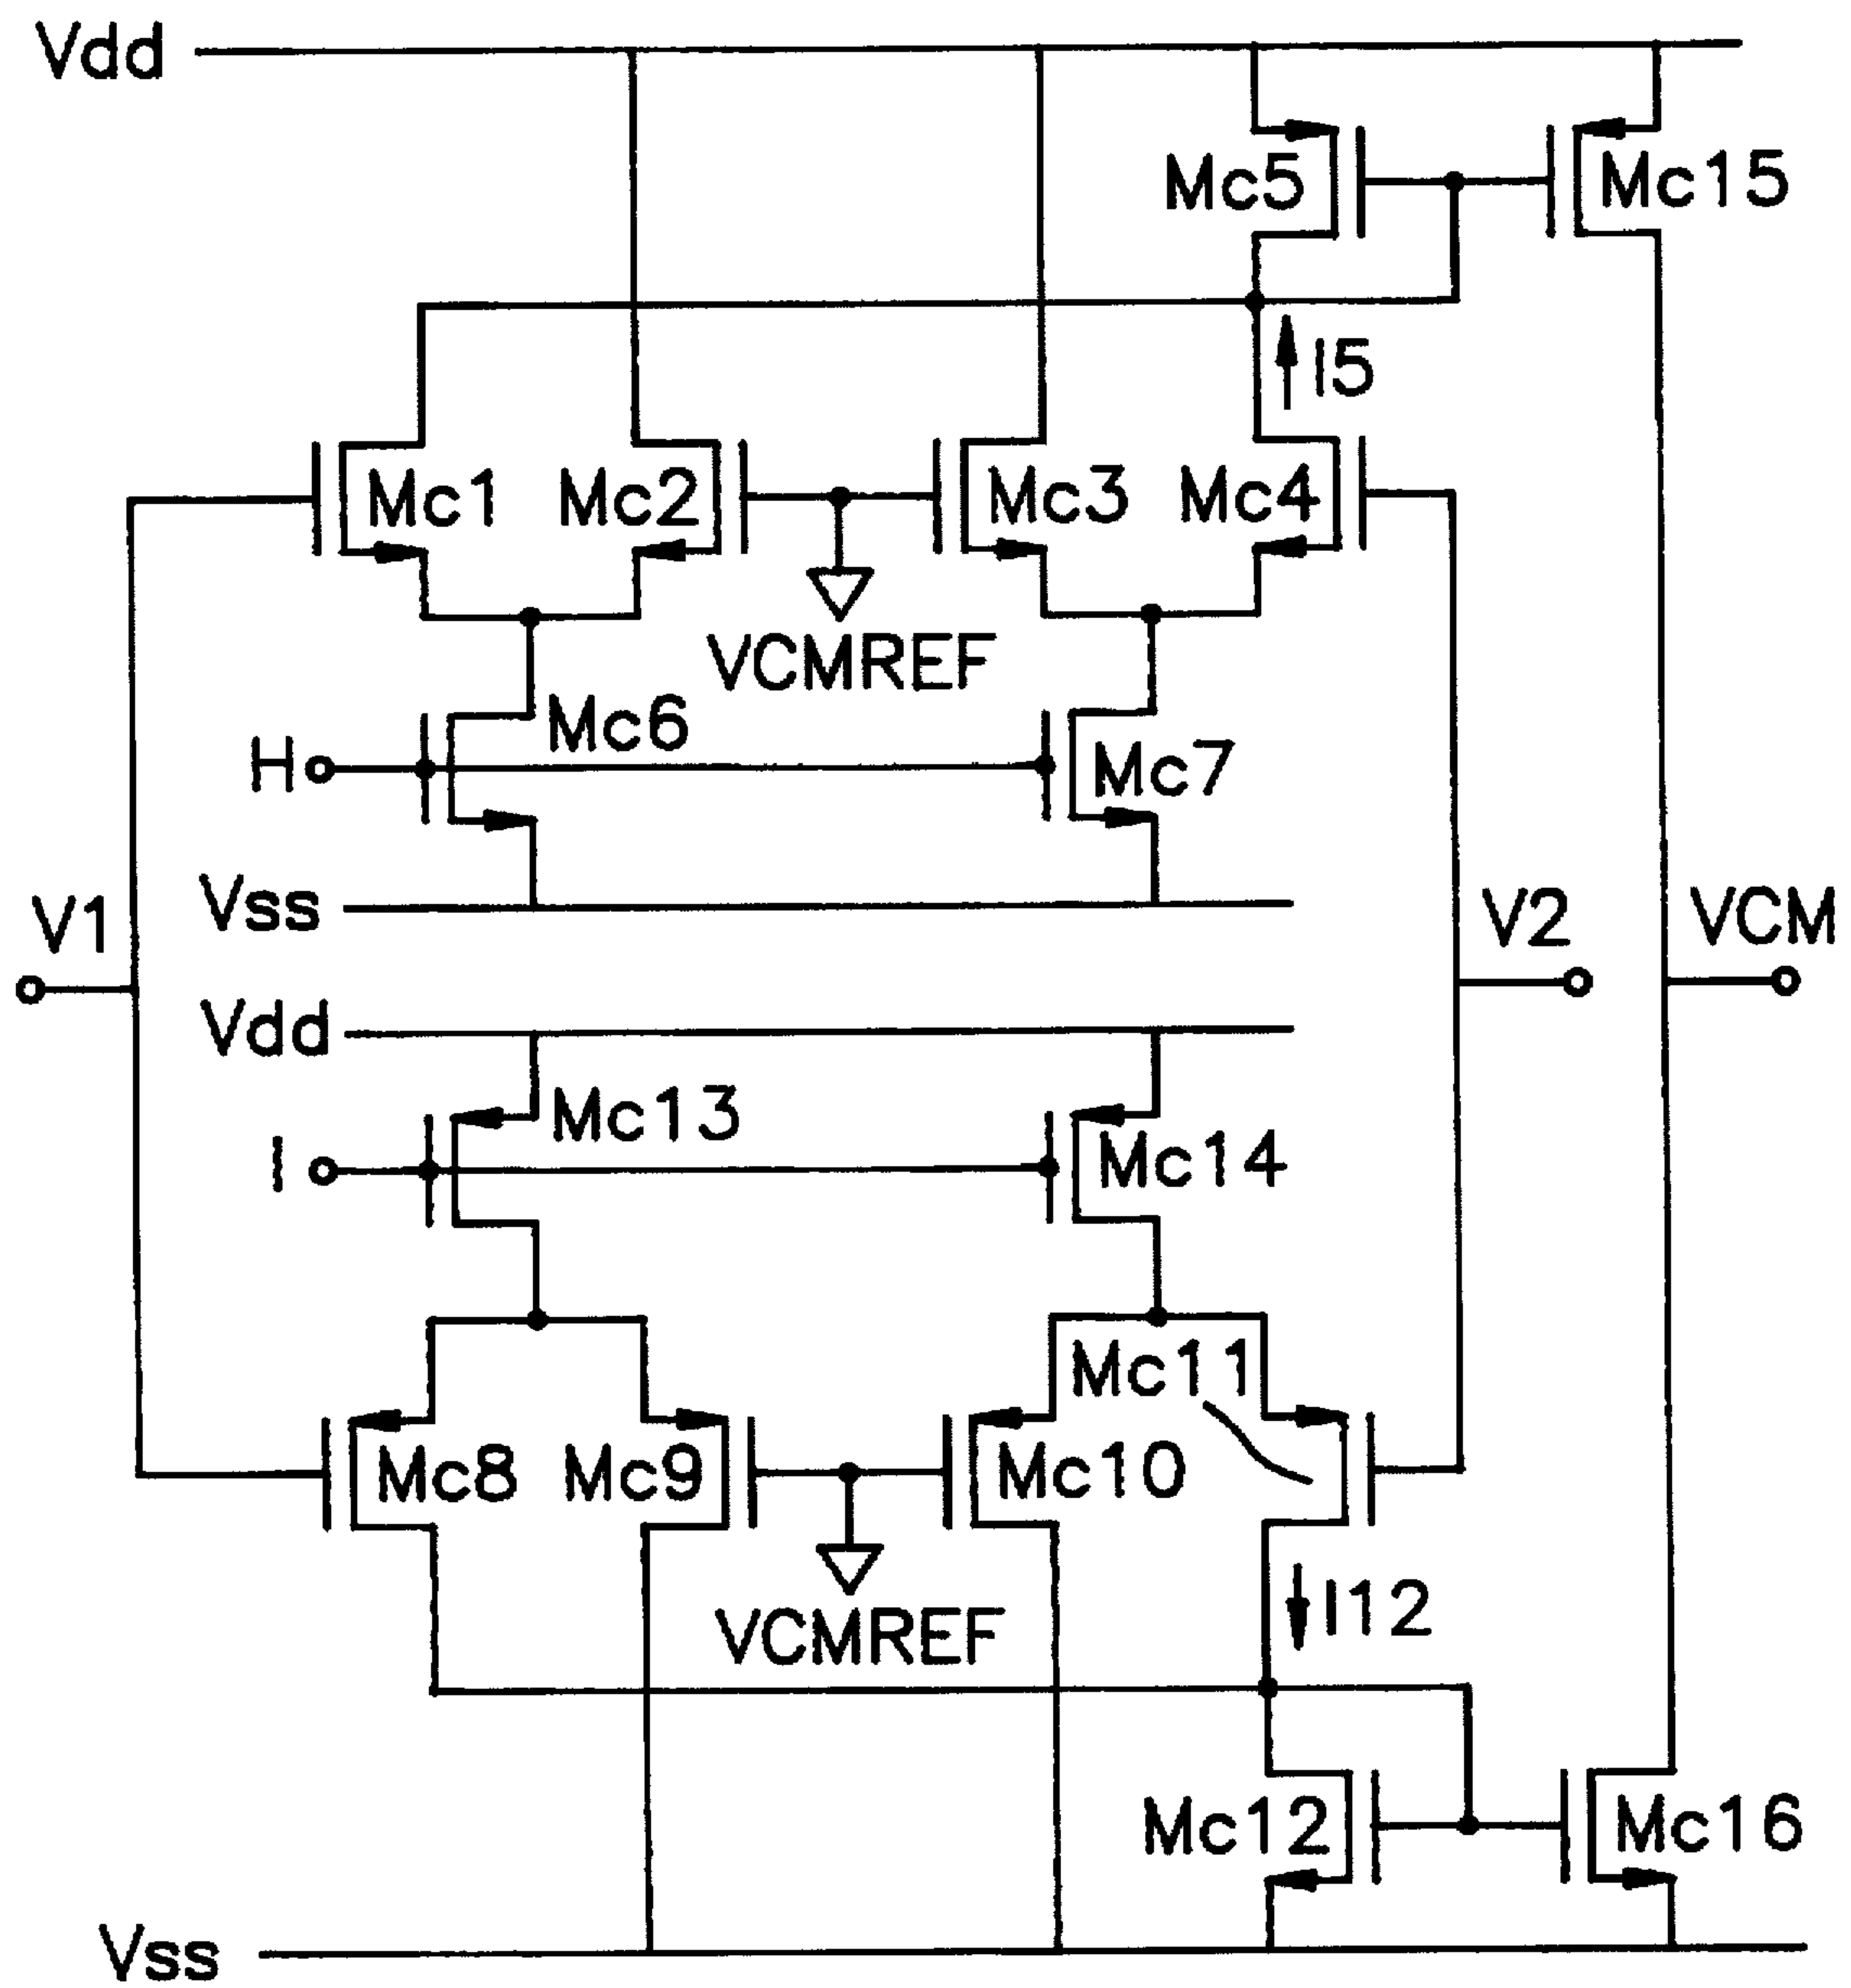 Vdd
Mc5
Mc15
I5
Mc1
Mc2
Mc3
Mc4
VCMREF
Mc6
H
Mc7
Vss
V1
V2
VCM
Vdd
Mc13
I
Mc14
Mc11
Mc8
Mc9
Mc10
I12
VCMREF
Mc12
Mc16
Vss